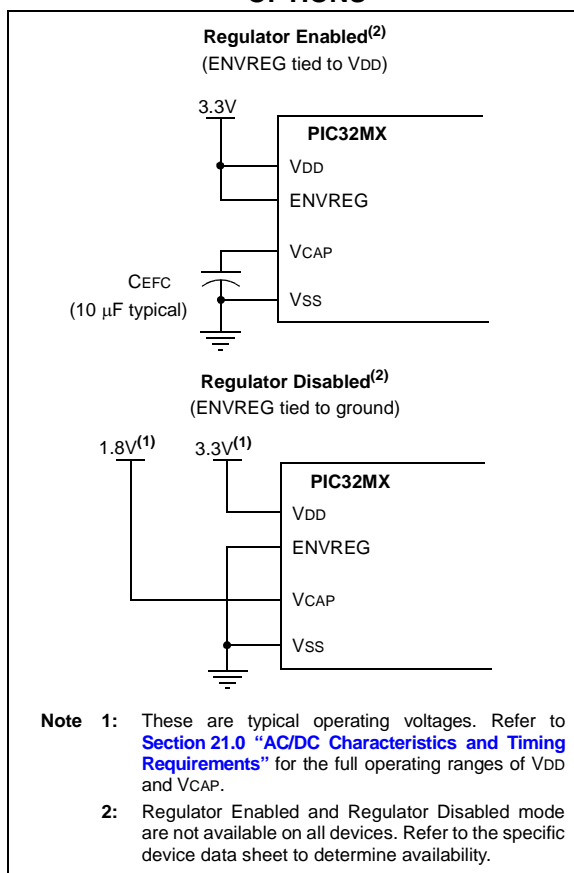 OPTIONS
Regulator Enabled(2)
(ENVREG tied to VDD)
3.3V
PIC32MX
VDD
ENVREG
VCAP
CEFC
(10 μF typical)
VSS
Regulator Disabled(2)
(ENVREG tied to ground)
1.8V(1) 3.3V(1)
PIC32MX
VDD
ENVREG
VCAP
VSS
Note 1: These are typical operating voltages. Refer to
Section 21.0 “AC/DC Characteristics and Timing
Requirements” for the full operating ranges of VDD
and VCAP.
2: Regulator Enabled and Regulator Disabled mode
are not available on all devices. Refer to the specific
device data sheet to determine availability.